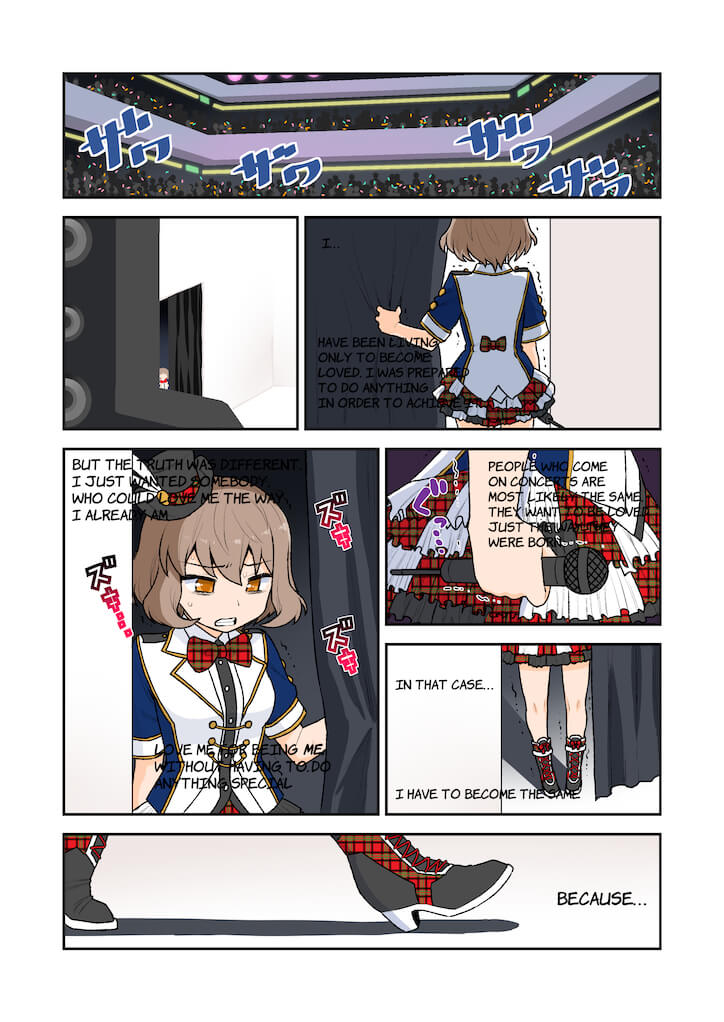 ザワ
ザワ
ザワ
ザワ
I...
HAVE BEEN LIVING
ONLY TO BECOME
LOVED. I WAS PREPARED
TO DO ANYTHING
IN ORDER TO ACHIEVE
BUT THE TRUTH WAS DIFFERENT.
I JUST WANTED SOMEBODY
WHO COULD LOVE ME THE WAY
I ALREADY AM
ズキ
ズキ...
ズキ
LOVE ME FOR BEING ME,
WITHOUT HAVING TO DO
ANYTHING SPECIAL
PEOPLE WHO COME
ON CONCERTS ARE
MOST LIKELY THE SAME.
THEY WANT TO BE LOVED
JUST THE WAY THEY
WERE BORN
IN THAT CASE...
I HAVE TO BECOME THE SAME
BECAUSE...